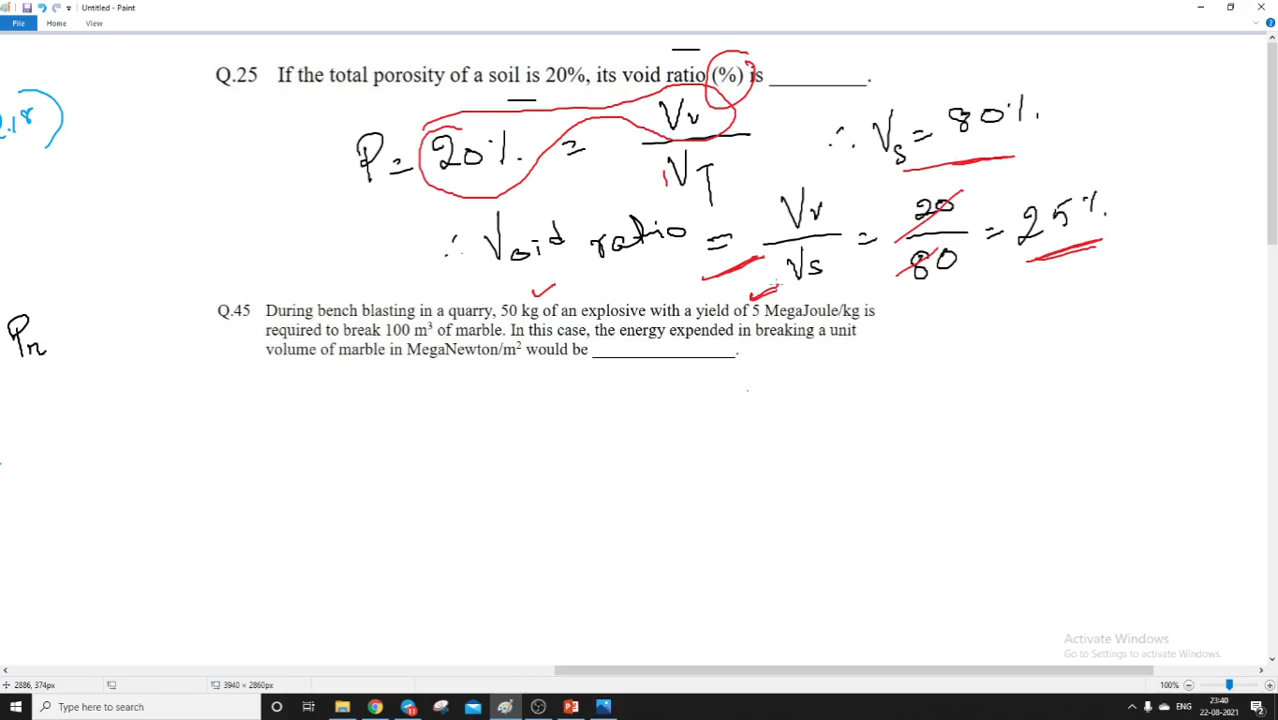 Untitled - Paint
File Home View
Q.25 If the total porosity of a soil is 20%, its void ratio (%) is __________.
P = 20% = Vv / VT
∴ Vs = 80%.
∴ Void ratio = Vv / Vs = 20 / 80 = 25%.
Q.45 During bench blasting in a quarry, 50 kg of an explosive with a yield of 5 MegaJoule/kg is
required to break 100 m³ of marble. In this case, the energy expended in breaking a unit
volume of marble in MegaNewton/m² would be _______________.
Activate Windows
Go to Settings to activate Windows.
2886, 374px
3940 × 2860px
100%
Type here to search
ENG
23:40
22-08-2021